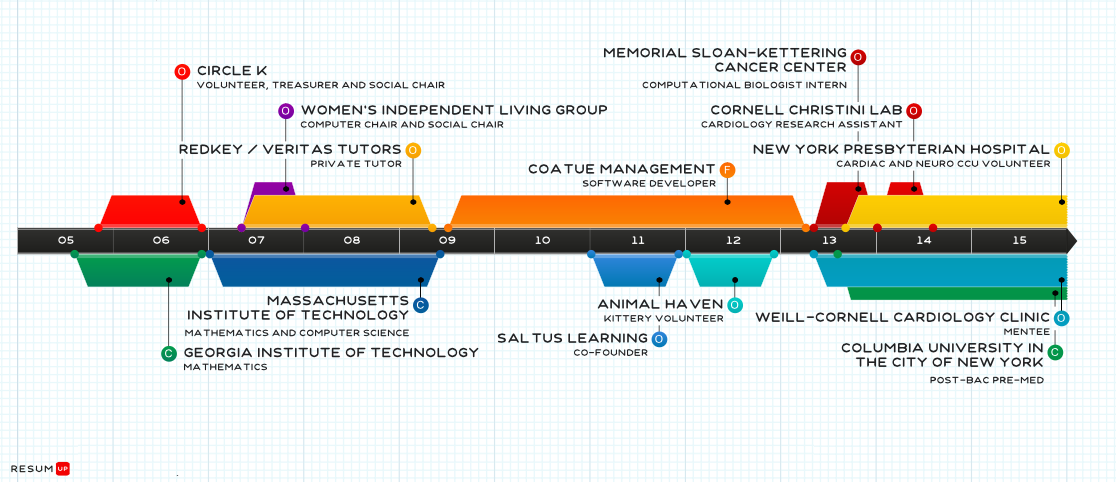 MEMORIAL SLOAN-KETTERING
CANCER CENTER
O
COMPUTATIONAL BIOLOGIST INTERN
O CIRCLE K
VOLUNTEER, TREASURER AND SOCIAL CHAIR
O WOMEN'S INDEPENDENT LIVING GROUP
COMPUTER CHAIR AND SOCIAL CHAIR
CORNELL CHRISTINI LAB O
CARDIOLOGY RESEARCH ASSISTANT
REDKEY / VERITAS TUTORS O
PRIVATE TUTOR
NEW YORK PRESBYTERIAN HOSPITAL O
CARDIAC AND NEURO CCU VOLUNTEER
COATUE MANAGEMENT F
SOFTWARE DEVELOPER
05 06 07 08 09 10 11 12 13 14 15
MASSACHUSETTS
INSTITUTE OF TECHNOLOGY
C
MATHEMATICS AND COMPUTER SCIENCE
C GEORGIA INSTITUTE OF TECHNOLOGY
MATHEMATICS
ANIMAL HAVEN O
KITTERY VOLUNTEER
SALTUS LEARNING O
CO-FOUNDER
WEILL-CORNELL CARDIOLOGY CLINIC O
MENTEE
COLUMBIA UNIVERSITY IN
THE CITY OF NEW YORK
C
POST-BAC PRE-MED
RESUM UP